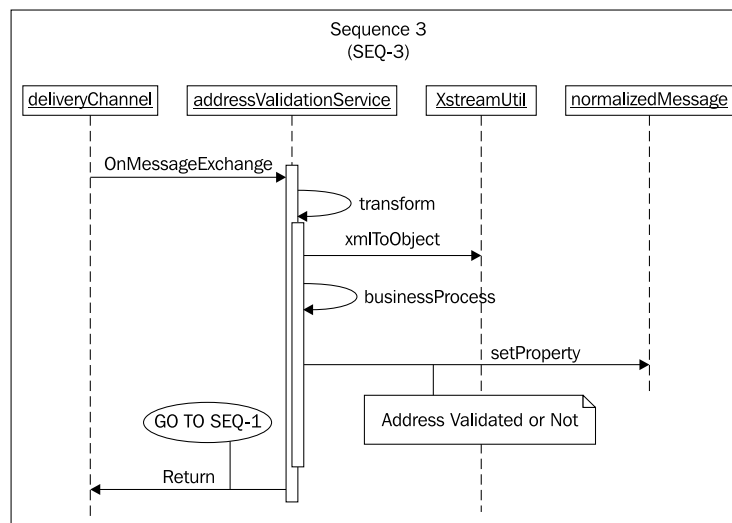 Sequence 3
(SEQ-3)
deliveryChannel
addressValidationService
XstreamUtil
normalizedMessage
OnMessageExchange
transform
xmlToObject
businessProcess
setProperty
Address Validated or Not
GO TO SEQ-1
Return